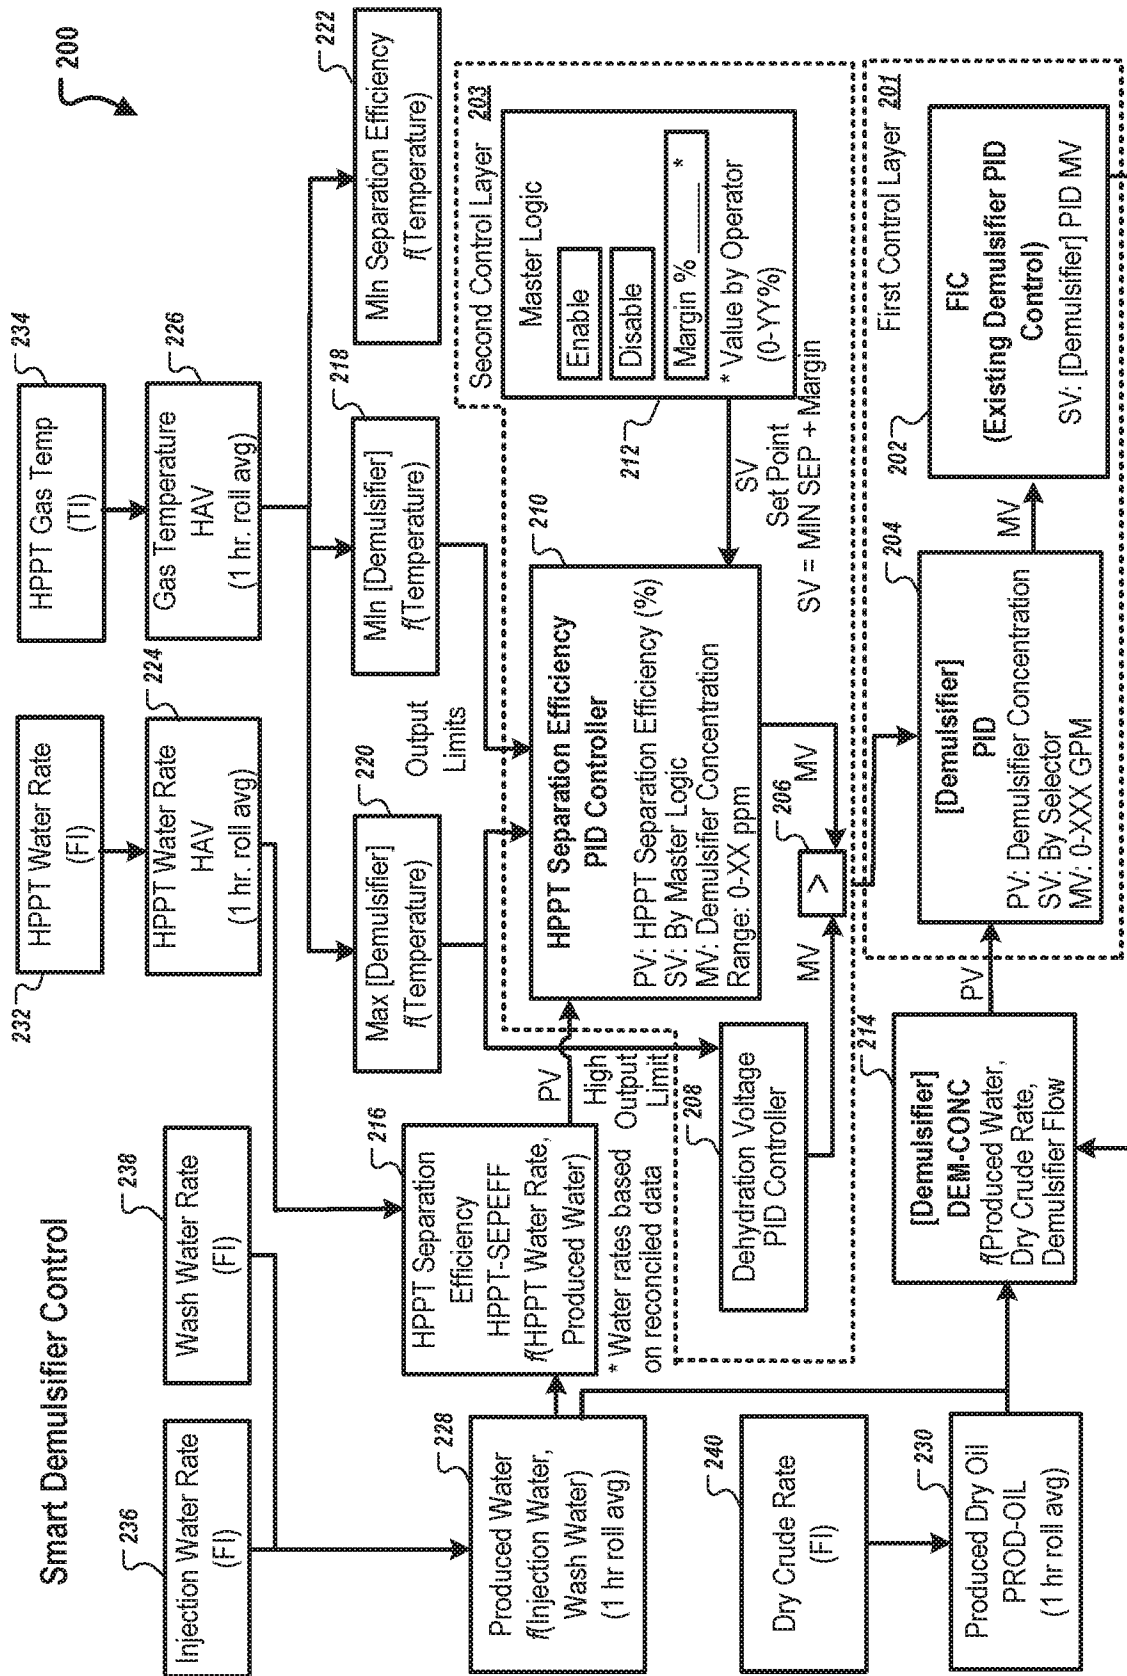 Smart Demulsifier Control
200
236
Injection Water Rate
(FI)
238
Wash Water Rate
(FI)
232
HPPT Water Rate
(FI)
234
HPPT Gas Temp
(TI)
224
HPPT Water Rate
HAV
(1 hr. roll avg)
226
Gas Temperature
HAV
(1 hr. roll avg)
228
Produced Water
f(Injection Water,
Wash Water)
(1 hr roll avg)
216
HPPT Separation
Efficiency
HPPT-SEPEFF
f(HPPT Water Rate,
Produced Water)
* Water rates based
on reconciled data
220
Max [Demulsifier]
f(Temperature)
218
MIn [Demulsifier]
f(Temperature)
222
MIn Separation Efficiency
f(Temperature)
Output
Limits
PV
High
Output
Limit
Second Control Layer 203
210
HPPT Separation Efficiency
PID Controller
PV: HPPT Separation Efficiency (%)
SV: By Master Logic
MV: Demulsifier Concentration
Range: 0-XX ppm
Master Logic
Enable
Disable
Margin % ____ *
* Value by Operator
(0-YY%)
212
SV
Set Point
SV = MIN SEP + Margin
208
Dehydration Voltage
PID Controller
MV
206
>
MV
240
Dry Crude Rate
(FI)
230
Produced Dry Oil
PROD-OIL
(1 hr roll avg)
214
[Demulsifier]
DEM-CONC
f(Produced Water,
Dry Crude Rate,
Demulsifier Flow
PV
First Control Layer 201
204
[Demulsifier]
PID
PV: Demulsifier Concentration
SV: By Selector
MV: 0-XXX GPM
MV
202
FIC
(Existing Demulsifier PID
Control)
SV: [Demulsifier] PID MV